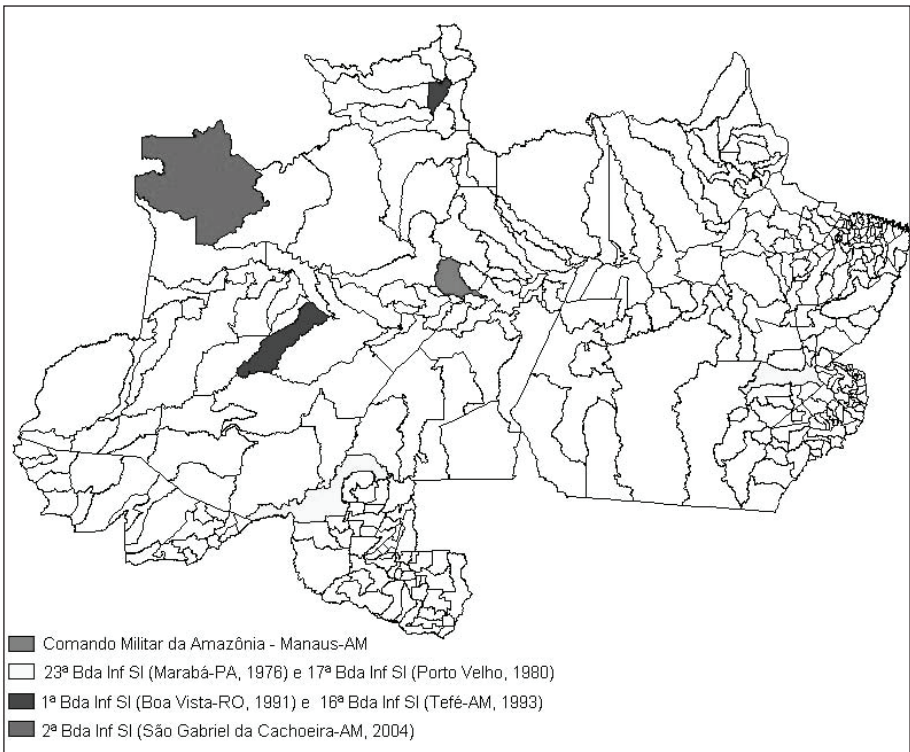 Comando Militar da Amazônia - Manaus-AM
23ª Bda Inf Sl (Marabá-PA, 1976) e 17ª Bda Inf Sl (Porto Velho, 1980)
1ª Bda Inf Sl (Boa Vista-RO, 1991) e 16ª Bda Inf Sl (Tefé-AM, 1993)
2ª Bda Inf Sl (São Gabriel da Cachoeira-AM, 2004)